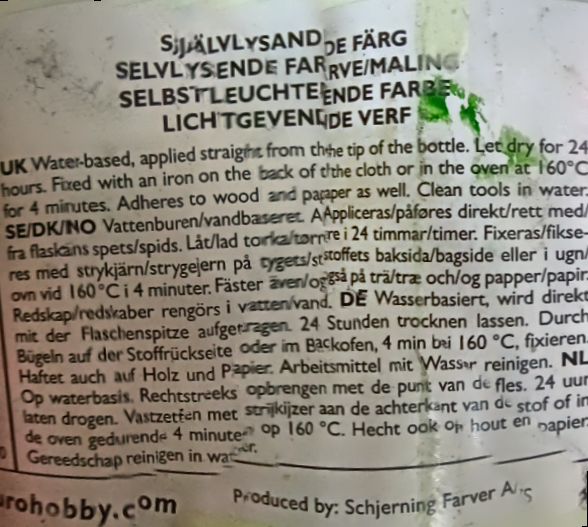 SJÄLVLYSANDE FÄRG
SELVLYSENDE FARVE/MALING
SELBSTLEUCHTENDE FARBE
LICHTGEVENDE VERF
UK Water-based, applied straight from the tip of the bottle. Let dry for 24
hours. Fixed with an iron on the back of the cloth or in the oven at 160°C
for 4 minutes. Adheres to wood and paper as well. Clean tools in water.
SE/DK/NO Vattenburen/vandbaseret. Appliceras/påføres direkt/rett med/
fra flaskans spets/spids. Låt/lad torka/tørre i 24 timmar/timer. Fixeras/fikse-
res med strykjärn/strygejern på tygets/stoffets baksida/bagside eller i ugn/
ovn vid 160°C i 4 minuter. Fäster även/også på trä/træ och/og papper/papir.
Redskap/redskaber rengörs i vatten/vand. DE Wasserbasiert, wird direkt
mit der Flaschenspitze aufgetragen. 24 Stunden trocknen lassen. Durch
Bügeln auf der Stoffrückseite oder im Backofen, 4 min bei 160 °C, fixieren.
Haftet auch auf Holz und Papier. Arbeitsmittel mit Wasser reinigen. NL
Op waterbasis. Rechtstreeks opbrengen met de punt van de fles. 24 uur
laten drogen. Vastzetten met strijkijzer aan de achterkant van de stof of in
de oven gedurende 4 minuten op 160 °C. Hecht ook op hout en papier.
Gereedschap reinigen in water.
urohobby.com
Produced by: Schjerning Farver A/S